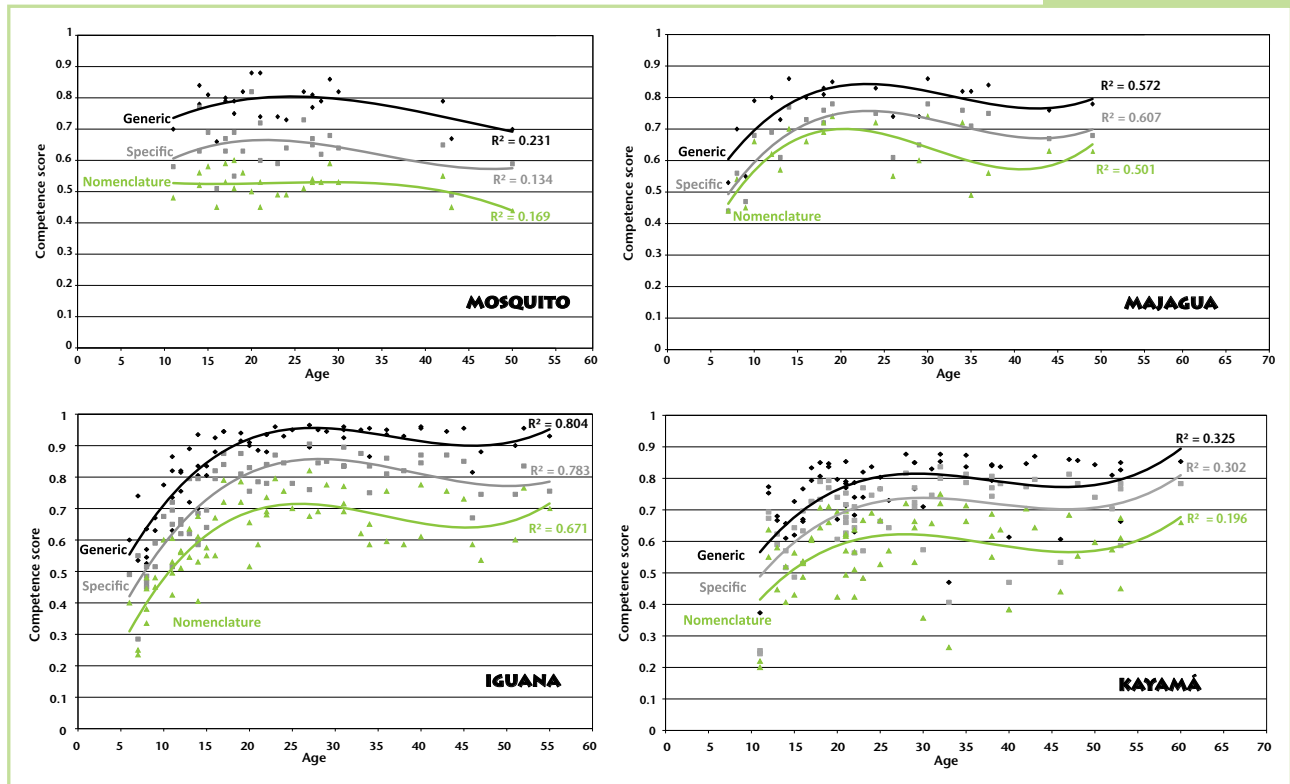 1
0.9
0.8
0.7
0.6
0.5
0.4
0.3
0.2
0.1
0
Competence score
Generic
Specific
Nomenclature
R² = 0.231
R² = 0.134
R² = 0.169
MOSQUITO
0 5 10 15 20 25 30 35 40 45 50 55 60
Age
1
0.9
0.8
0.7
0.6
0.5
0.4
0.3
0.2
0.1
0
Competence score
Generic
Specific
Nomenclature
R² = 0.572
R² = 0.607
R² = 0.501
MAJAGUA
0 5 10 15 20 25 30 35 40 45 50 55 60 70
Age
1
0.9
0.8
0.7
0.6
0.5
0.4
0.3
0.2
0.1
0
Competence score
Generic
Specific
Nomenclature
R² = 0.804
R² = 0.783
R² = 0.671
IGUANA
0 5 10 15 20 25 30 35 40 45 50 55 60
Age
1
0.9
0.8
0.7
0.6
0.5
0.4
0.3
0.2
0.1
0
Competence score
Generic
Specific
Nomenclature
R² = 0.325
R² = 0.302
R² = 0.196
KAYAMÁ
0 5 10 15 20 25 30 35 40 45 50 55 60 65 70
Age